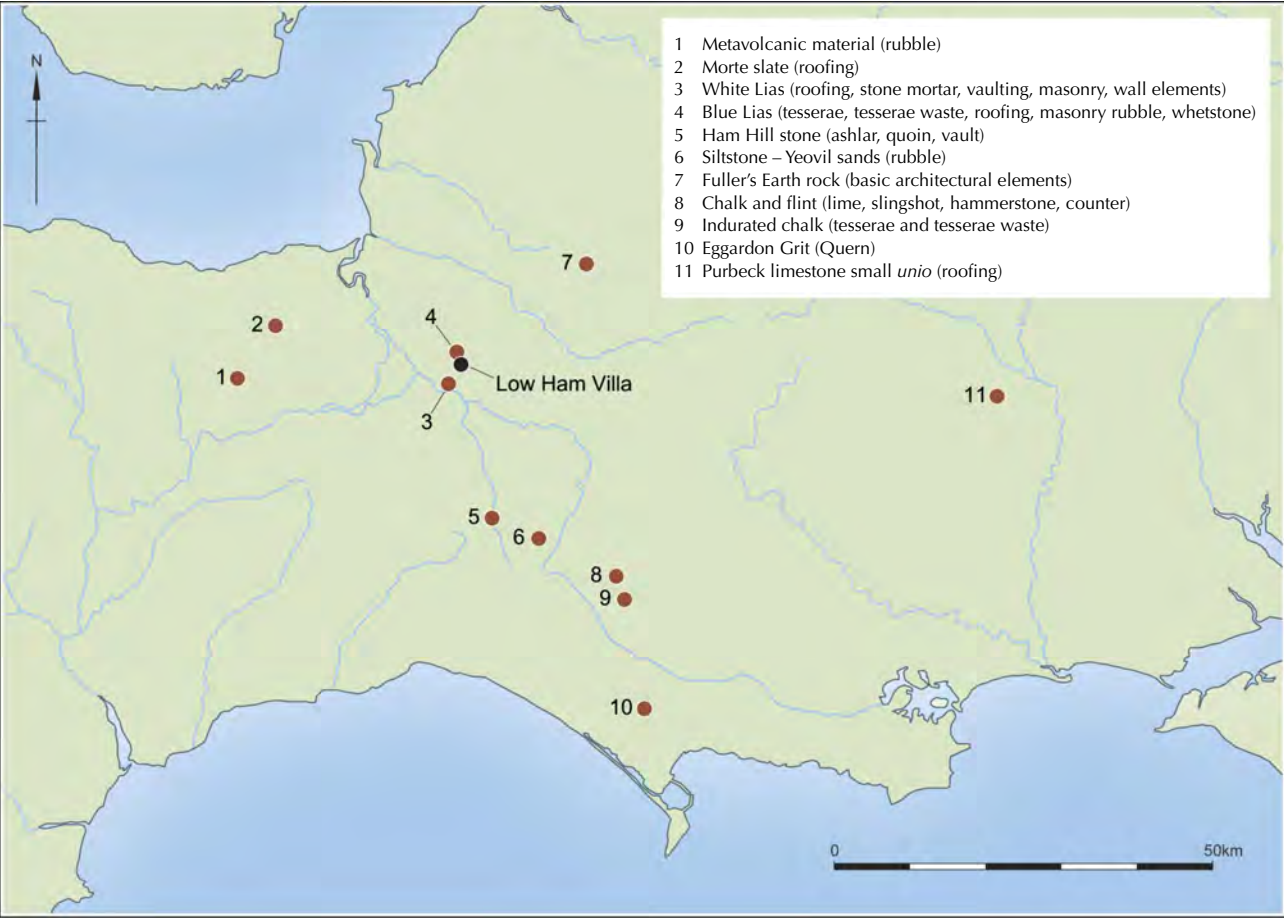 N
1 Metavolcanic material (rubble)
2 Morte slate (roofing)
3 White Lias (roofing, stone mortar, vaulting, masonry, wall elements)
4 Blue Lias (tesserae, tesserae waste, roofing, masonry rubble, whetstone)
5 Ham Hill stone (ashlar, quoin, vault)
6 Siltstone – Yeovil sands (rubble)
7 Fuller's Earth rock (basic architectural elements)
8 Chalk and flint (lime, slingshot, hammerstone, counter)
9 Indurated chalk (tesserae and tesserae waste)
10 Eggardon Grit (Quern)
11 Purbeck limestone small unio (roofing)
7
2
4
1
Low Ham Villa
11
3
5
6
8
9
10
0 50km